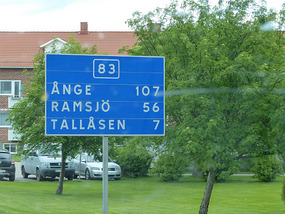 83
ÅNGE 107
RAMSJÖ 56
TALLÅSEN 7